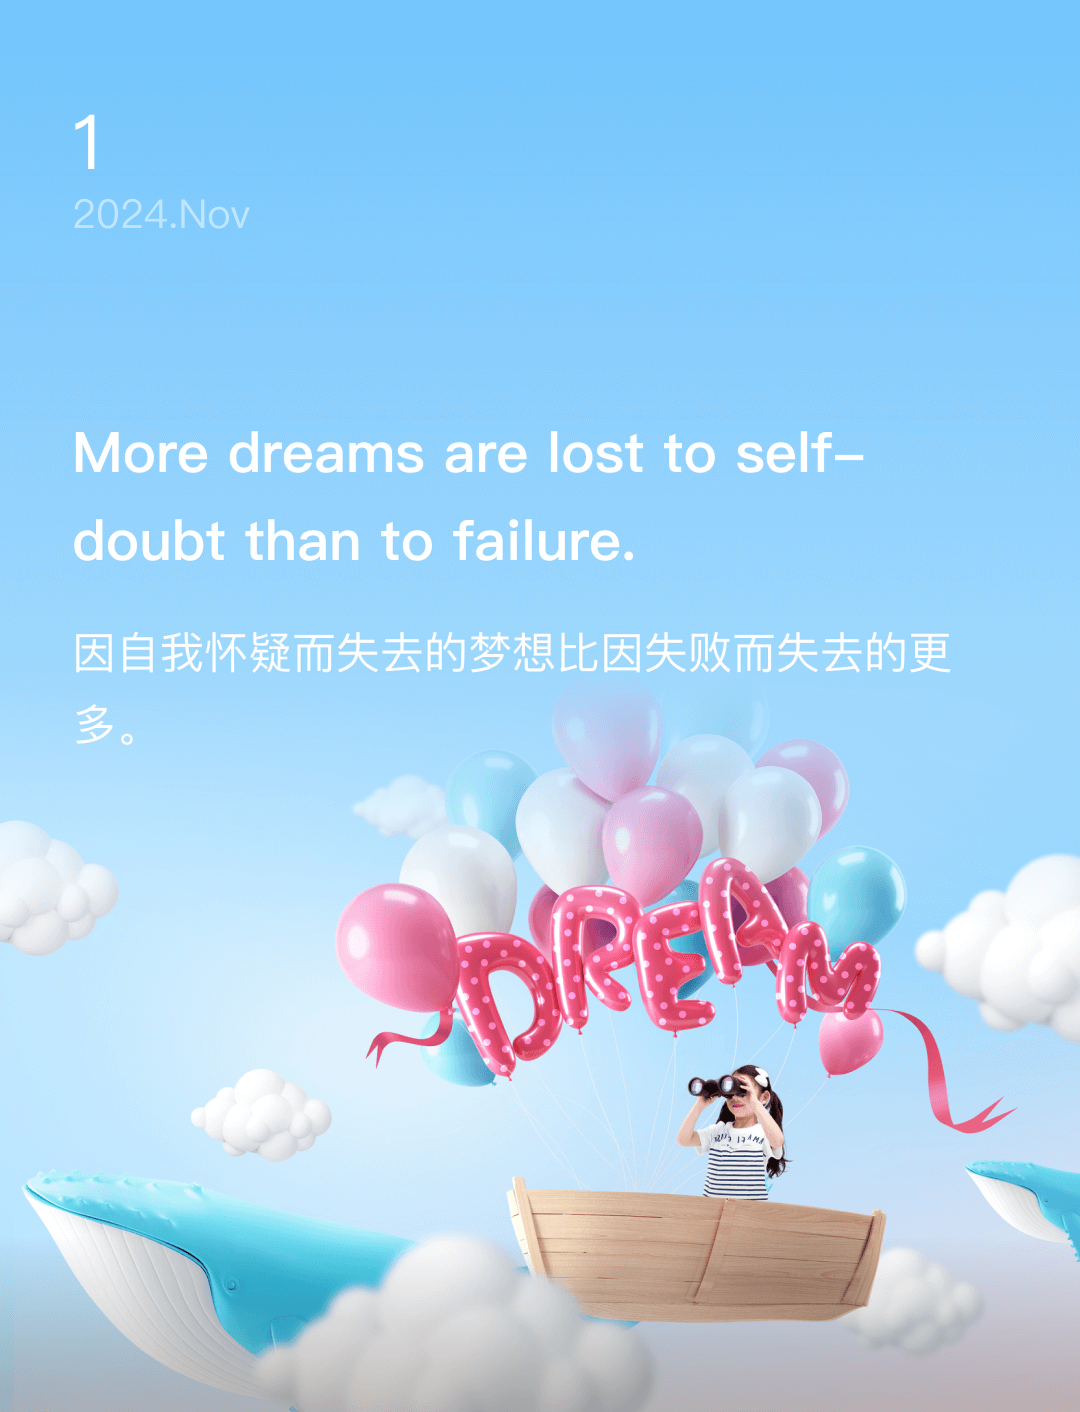 1
2024.Nov
More dreams are lost to self-
doubt than to failure.
因自我怀疑而失去的梦想比因失败而失去的更
多。
DREAM